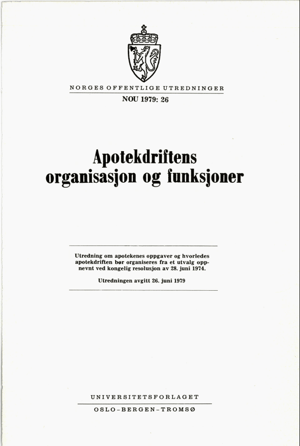 NORGES OFFENTLIGE UTREDNINGER
NOU 1979: 26
Apotekdriftens
organisasjon og funksjoner
Utredning om apotekenes oppgaver og hvorledes
apotekdriften bør organiseres fra et utvalg opp-
nevnt ved kongelig resolusjon av 28. juni 1974.
Utredningen avgitt 26. juni 1979
UNIVERSITETSFORLAGET
OSLO–BERGEN–TROMSØ